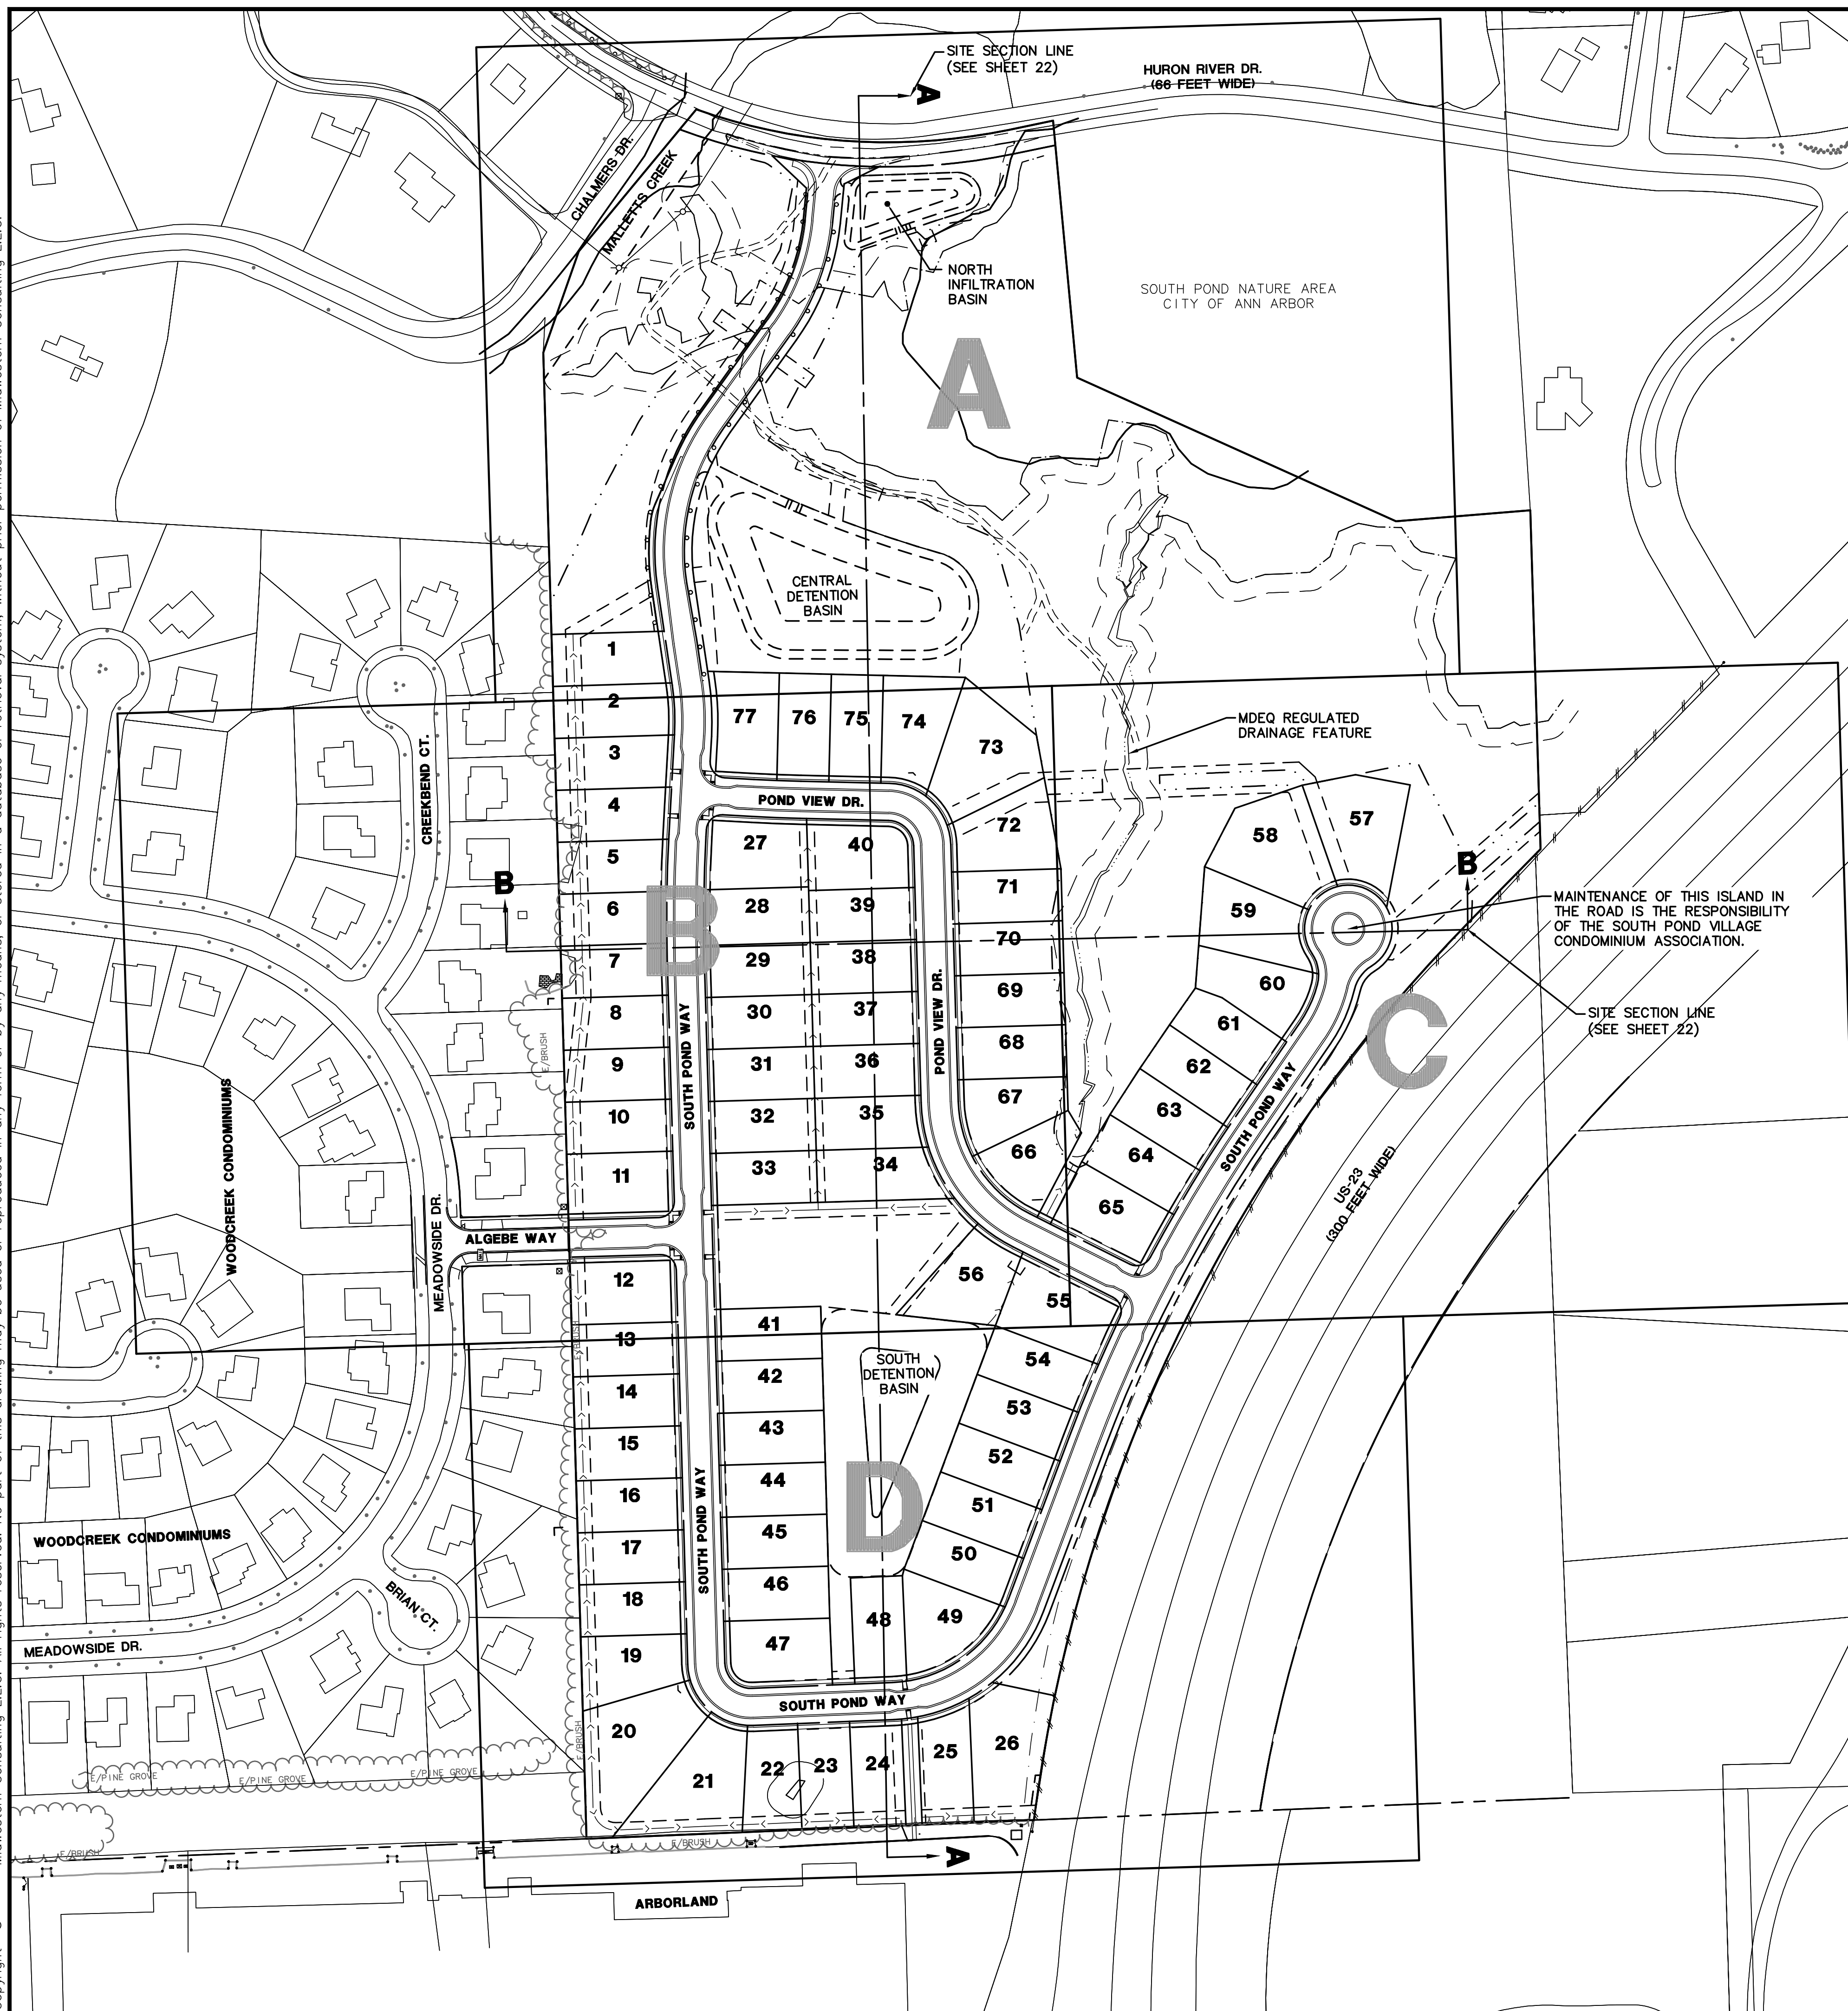 SITE SECTION LINE
(SEE SHEET 22)
A
HURON RIVER DR.
(66 FEET WIDE)
CHALMERS DR.
MALLETTS CREEK
NORTH
INFILTRATION
BASIN
SOUTH POND NATURE AREA
CITY OF ANN ARBOR
A
CENTRAL
DETENTION
BASIN
1
2
3
4
5
6
7
8
9
10
11
77
76
75
74
73
MDEQ REGULATED
DRAINAGE FEATURE
CREEKBEND CT.
POND VIEW DR.
72
71
70
69
68
67
66
27
40
28
39
29
38
30
37
31
36
32
35
33
34
58
57
59
60
61
62
63
64
65
B
B
B
MAINTENANCE OF THIS ISLAND IN
THE ROAD IS THE RESPONSIBILITY
OF THE SOUTH POND VILLAGE
CONDOMINIUM ASSOCIATION.
SITE SECTION LINE
(SEE SHEET 22)
C
SOUTH POND WAY
POND VIEW DR.
SOUTH POND WAY
US-23
(300 FEET WIDE)
E/BRUSH
WOODCREEK CONDOMINIUMS
MEADOWSIDE DR.
ALGEBE WAY
12
13
14
15
16
17
18
19
20
E/BRUSH
56
55
41
42
43
44
45
46
47
SOUTH
DETENTION
BASIN
54
53
52
51
50
49
48
D
SOUTH POND WAY
WOODCREEK CONDOMINIUMS
BRIAN CT.
MEADOWSIDE DR.
SOUTH POND WAY
E/BRUSH
21
22
23
24
25
26
E/PINE GROVE
E/PINE GROVE
E/PINE GROVE
E/BRUSH
E/BRUSH
A
ARBORLAND